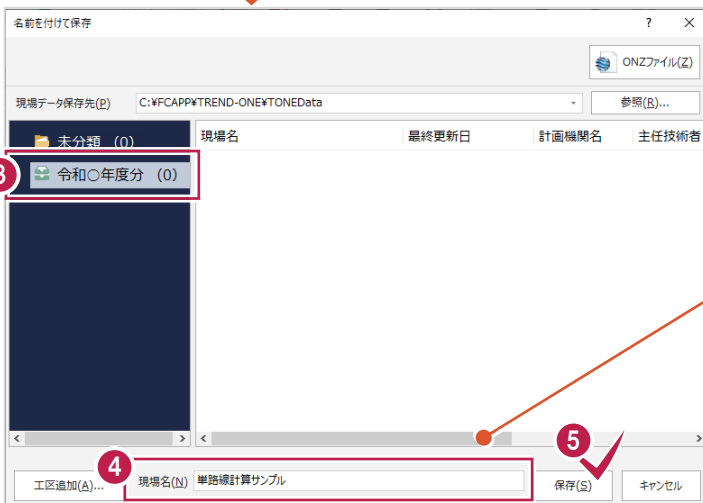 名前を付けて保存 ? ×
ONZファイル(Z)
現場データ保存先(P) C:¥FCAPP¥TREND-ONE¥TONEData 参照(R)...
未分類 (0) 現場名 最終更新日 計画機関名 主任技術者
3 令和○年度分 (0)
5
4
工区追加(A)... 現場名(N) 単路線計算サンプル 保存(S) キャンセル